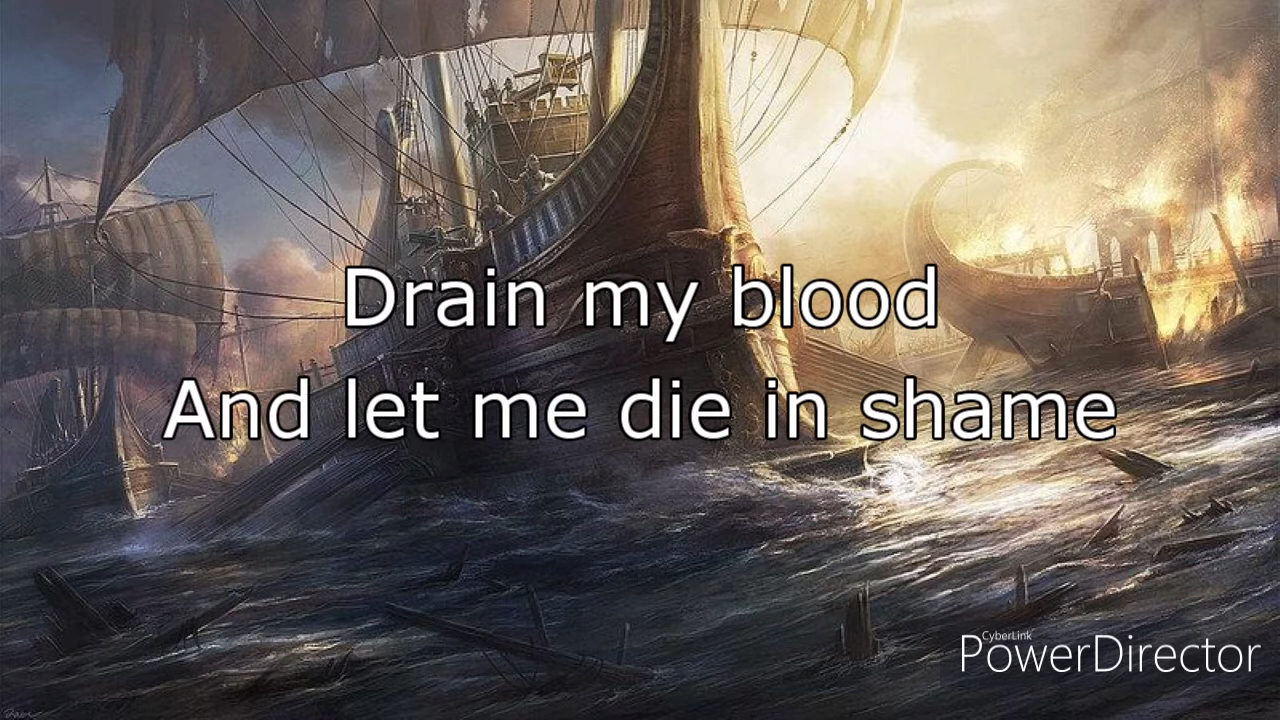 Drain my blood
And let me die in shame
CyberLink
PowerDirector